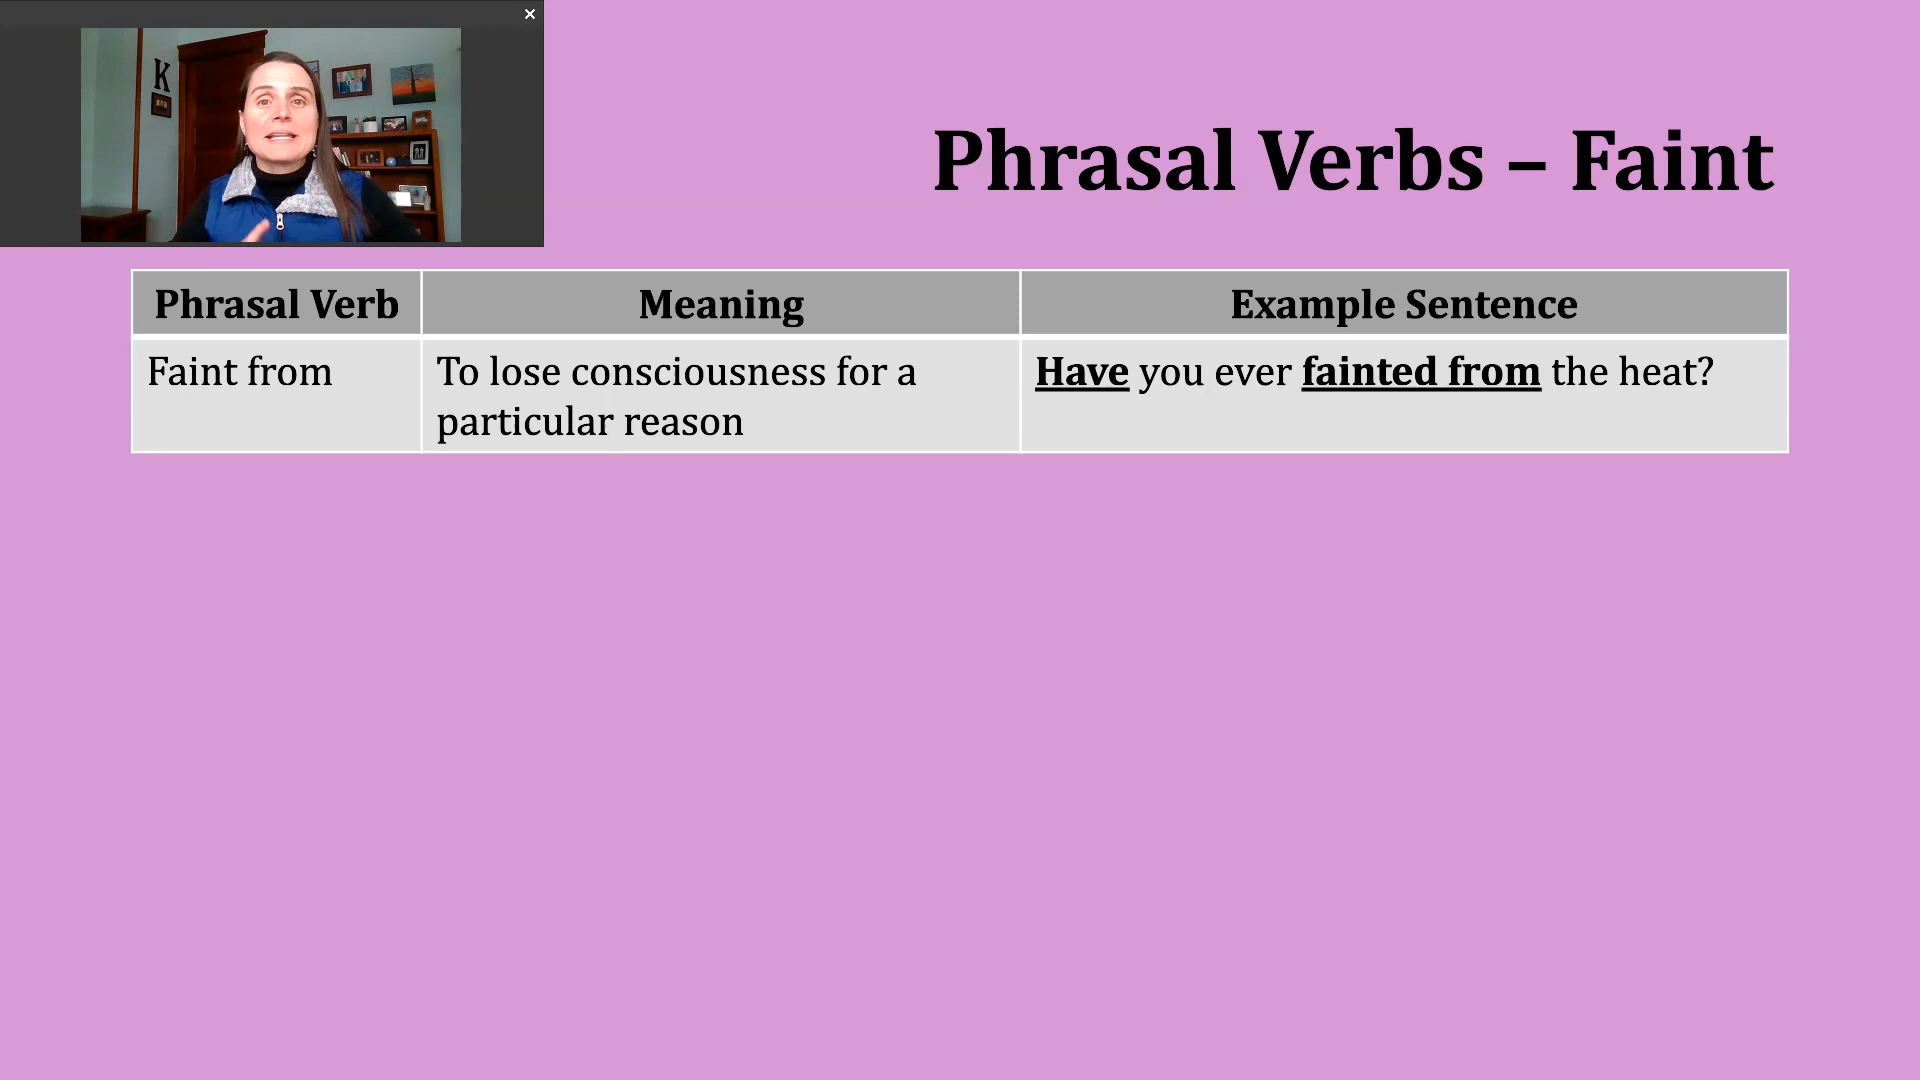 K
Phrasal Verbs – Faint
Phrasal Verb
Meaning
Example Sentence
Faint from
To lose consciousness for a
particular reason
Have you ever fainted from the heat?